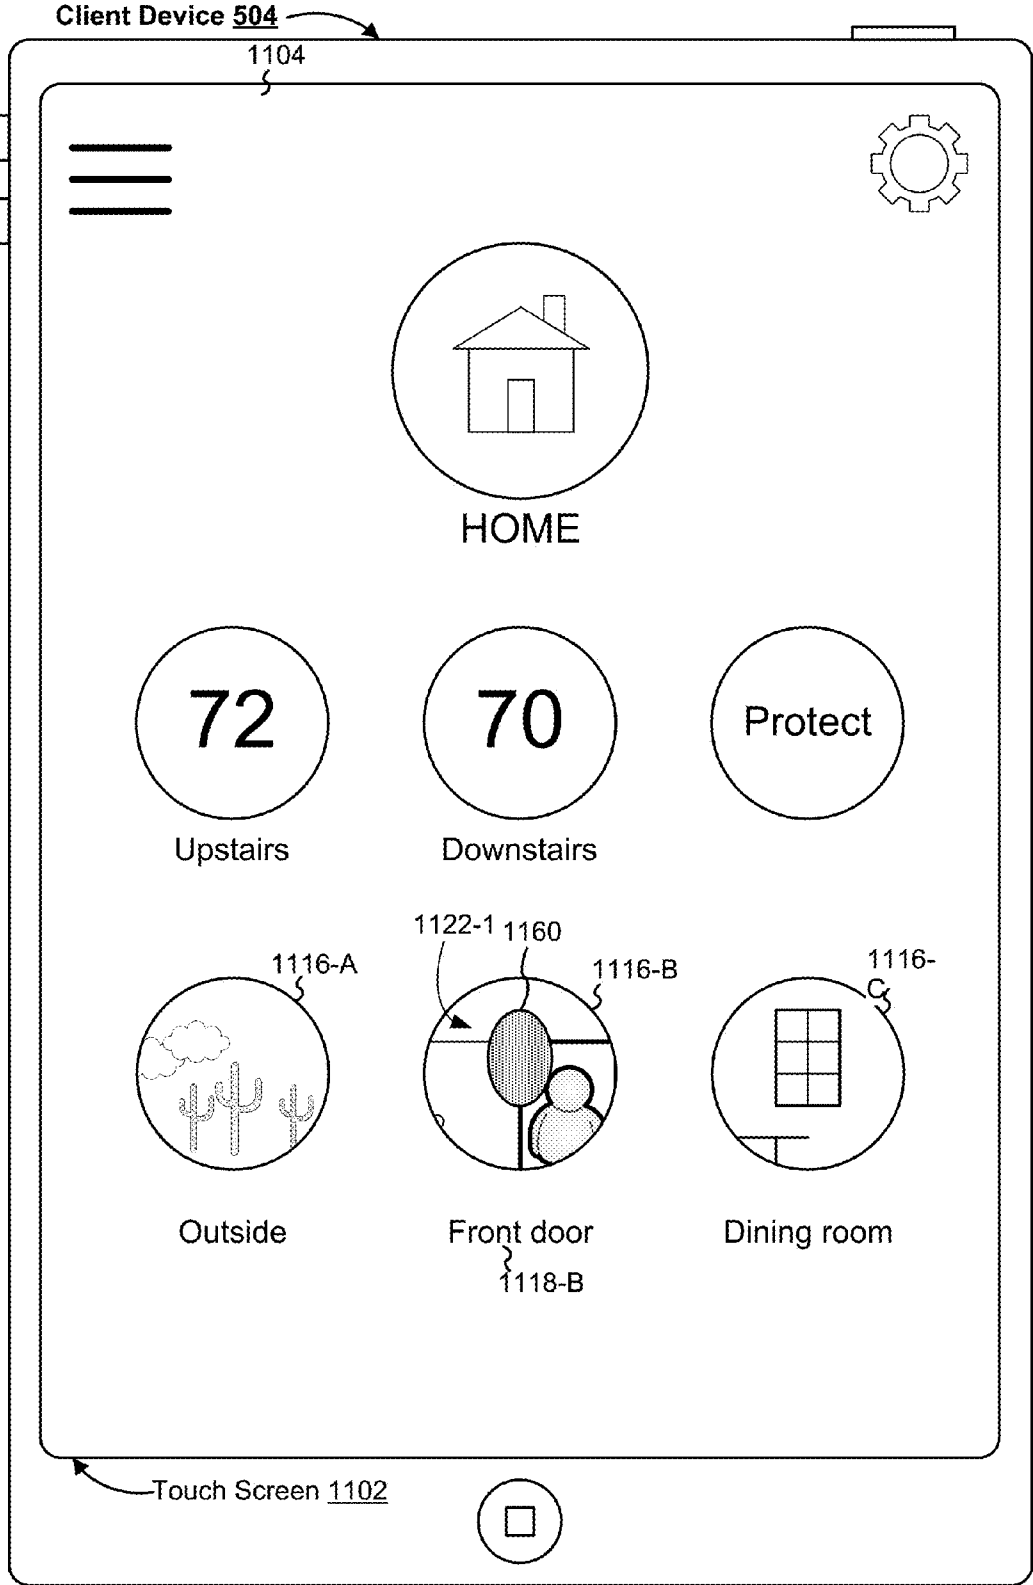 Client Device 504
1104
HOME
72
70
Protect
Upstairs
Downstairs
1122-1
1160
1116-A
1116-B
1116-
C
Outside
Front door
Dining room
1118-B
Touch Screen 1102